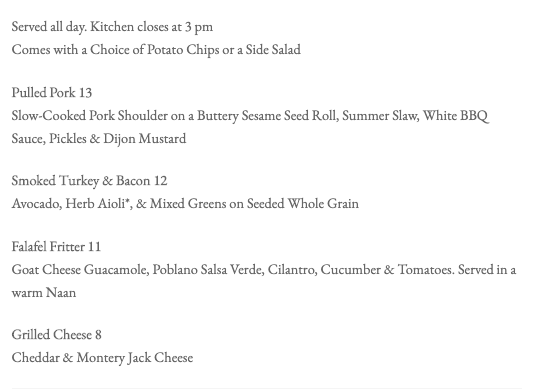 Served all day. Kitchen closes at 3 pm
Comes with a Choice of Potato Chips or a Side Salad
Pulled Pork 13
Slow-Cooked Pork Shoulder on a Buttery Sesame Seed Roll, Summer Slaw, White BBQ
Sauce, Pickles & Dijon Mustard
Smoked Turkey & Bacon 12
Avocado, Herb Aioli*, & Mixed Greens on Seeded Whole Grain
Falafel Fritter 11
Goat Cheese Guacamole, Poblano Salsa Verde, Cilantro, Cucumber & Tomatoes. Served in a
warm Naan
Grilled Cheese 8
Cheddar & Montery Jack Cheese